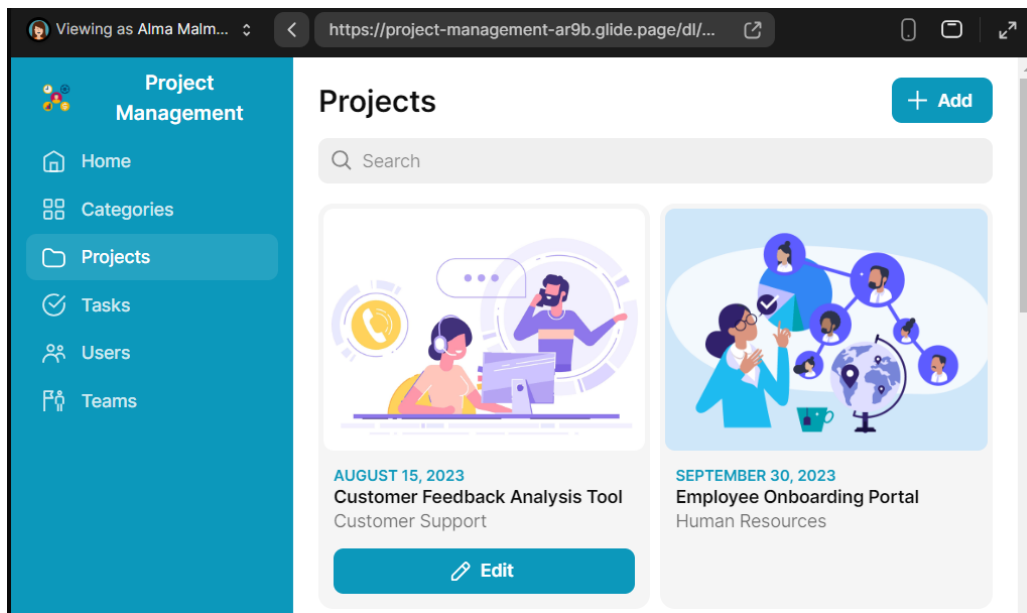 Viewing as Alma Malm...
https://project-management-ar9b.glide.page/dl/...
Project
Management
Home
Categories
Projects
Tasks
Users
Teams
Projects
Add
Search
AUGUST 15, 2023
Customer Feedback Analysis Tool
Customer Support
Edit
SEPTEMBER 30, 2023
Employee Onboarding Portal
Human Resources